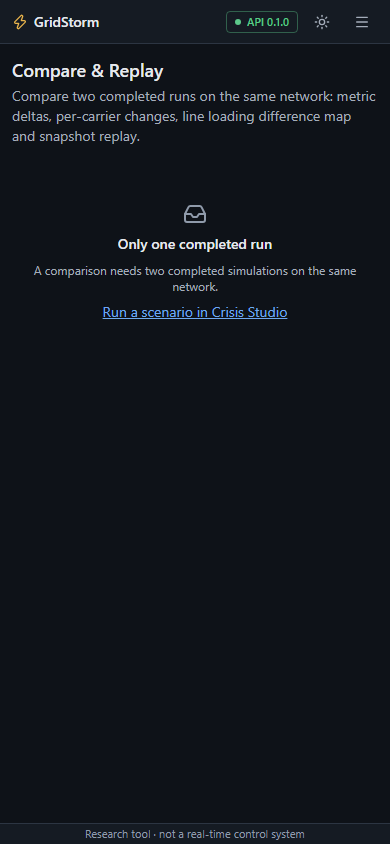 GridStorm
API 0.1.0
Compare & Replay
Compare two completed runs on the same network: metric
deltas, per-carrier changes, line loading difference map
and snapshot replay.
Only one completed run
A comparison needs two completed simulations on the same
network.
Run a scenario in Crisis Studio
Research tool · not a real-time control system